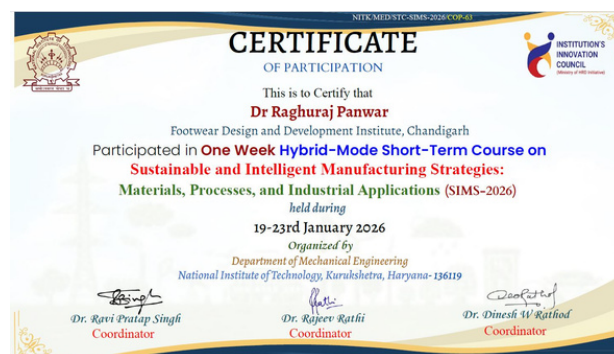 NITK/MED/STC-SIMS-2026/COP-63
CERTIFICATE
OF PARTICIPATION
INSTITUTION'S
INNOVATION
COUNCIL
(Ministry of HRD Initiative)
This is to Certify that
Dr Raghuraj Panwar
Footwear Design and Development Institute, Chandigarh
Participated in One Week Hybrid-Mode Short-Term Course on
Sustainable and Intelligent Manufacturing Strategies:
Materials, Processes, and Industrial Applications (SIMS-2026)
held during
19-23rd January 2026
Organized by
Department of Mechanical Engineering
National Institute of Technology, Kurukshetra, Haryana- 136119
Dr. Ravi Pratap Singh
Coordinator
Dr. Rajeev Rathi
Coordinator
Dr. Dinesh W Rathod
Coordinator